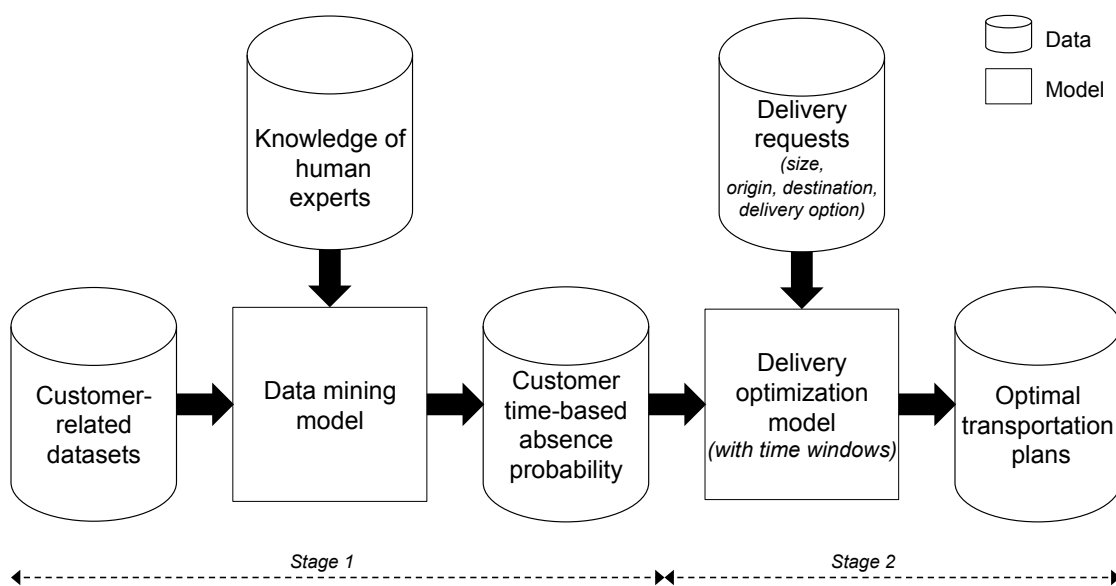 Knowledge of
human
experts
Delivery
requests
(size,
origin, destination,
delivery option)
Data
Model
Customer-
related
datasets
Data mining
model
Customer
time-based
absence
probability
Delivery
optimization
model
(with time windows)
Optimal
transportation
plans
Stage 1
Stage 2